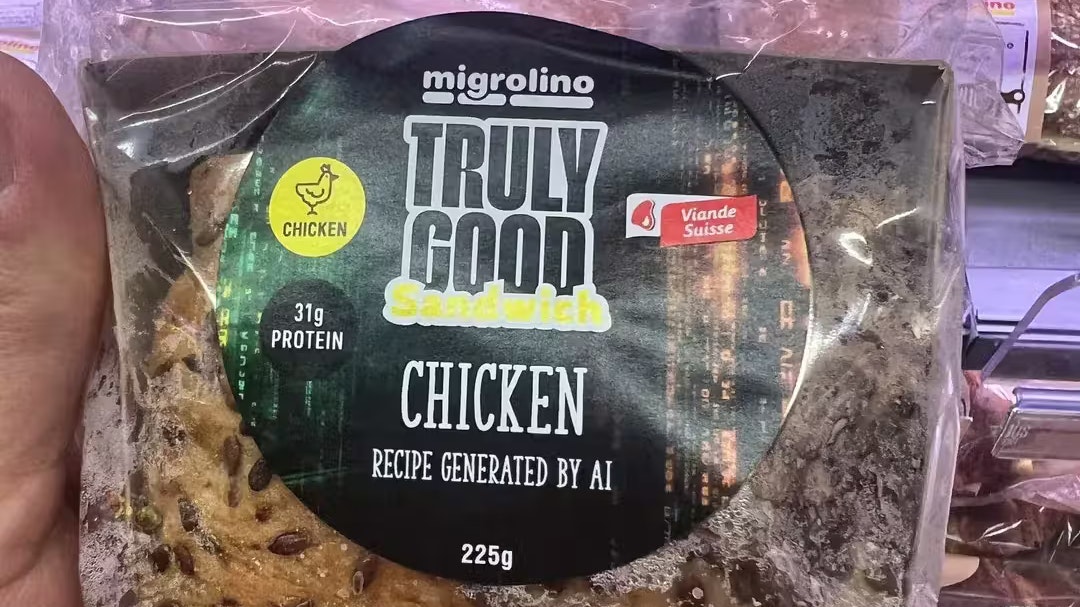 migrolino
TRULY
GOOD
Sandwich
CHICKEN
Viande
Suisse
31g
PROTEIN
CHICKEN
RECIPE GENERATED BY AI
225g